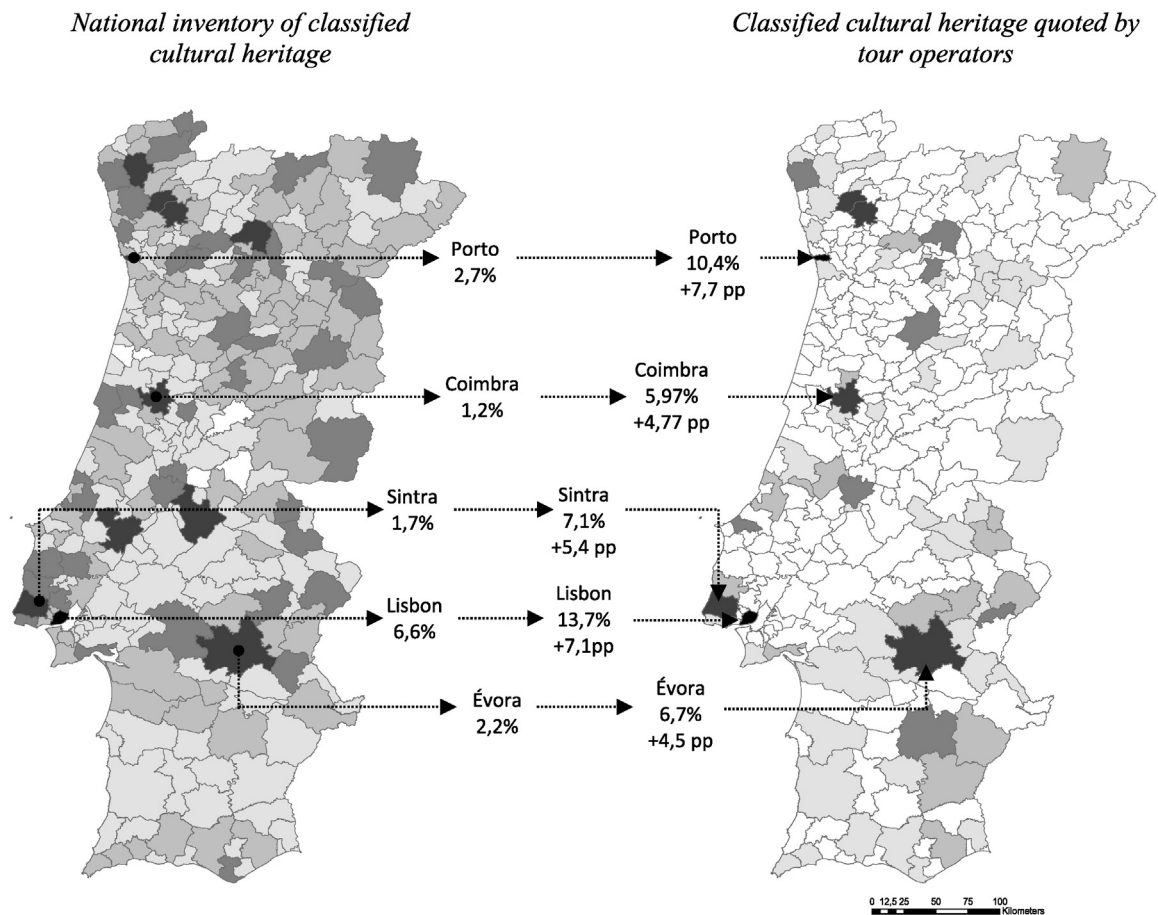 National inventory of classified
cultural heritage
Classified cultural heritage quoted by
tour operators
Porto
2,7%
Porto
10,4%
+7,7 pp
Coimbra
1,2%
Coimbra
5,97%
+4,77 pp
Sintra
1,7%
Sintra
7,1%
+5,4 pp
Lisbon
6,6%
Lisbon
13,7%
+7,1pp
Évora
2,2%
Évora
6,7%
+4,5 pp
0 12,5 25 50 75 100
Kilometers